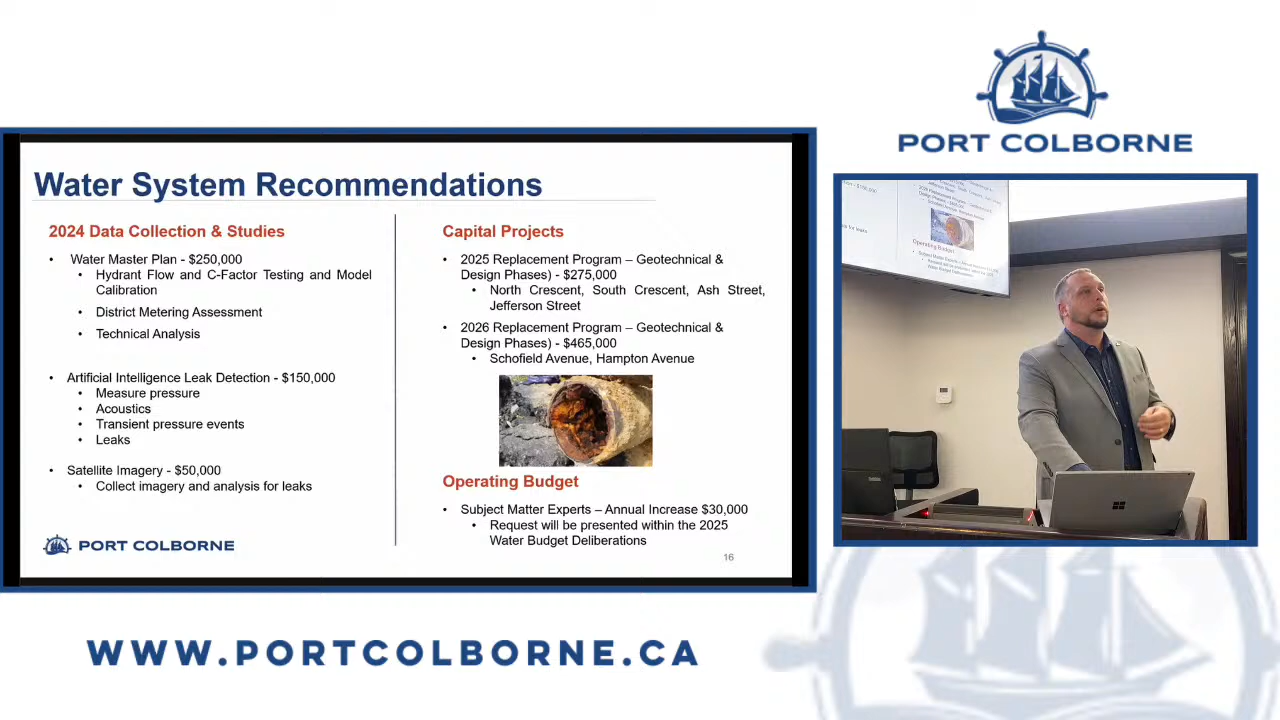 PORT COLBORNE
Water System Recommendations
2024 Data Collection & Studies
• Water Master Plan - $250,000
• Hydrant Flow and C-Factor Testing and Model
Calibration
• District Metering Assessment
• Technical Analysis
• Artificial Intelligence Leak Detection - $150,000
• Measure pressure
• Acoustics
• Transient pressure events
• Leaks
• Satellite Imagery - $50,000
• Collect imagery and analysis for leaks
PORT COLBORNE
Capital Projects
• 2025 Replacement Program – Geotechnical &
Design Phases) - $275,000
• North Crescent, South Crescent, Ash Street,
Jefferson Street
• 2026 Replacement Program – Geotechnical &
Design Phases) - $465,000
• Schofield Avenue, Hampton Avenue
Operating Budget
• Subject Matter Experts – Annual Increase $30,000
• Request will be presented within the 2025
Water Budget Deliberations
16
Operating Budget
WWW.PORTCOLBORNE.CA